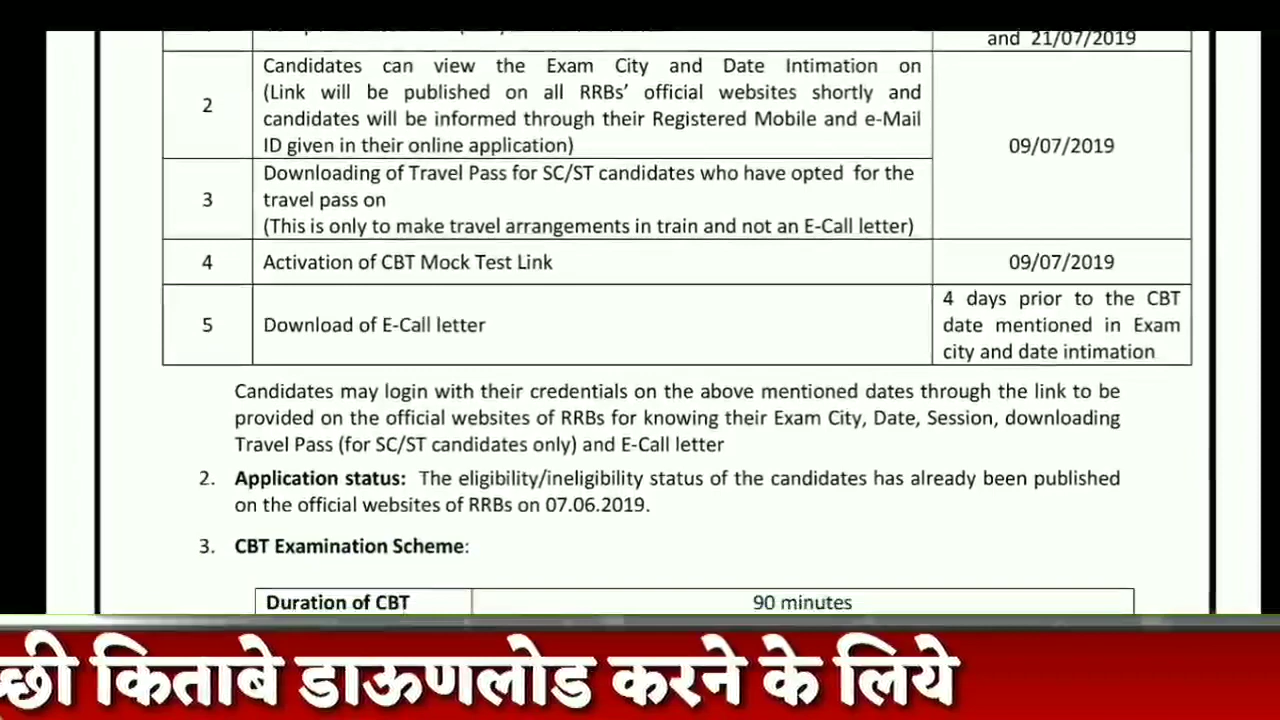 and 21/07/2019
2
Candidates can view the Exam City and Date Intimation on
(Link will be published on all RRBs' official websites shortly and
candidates will be informed through their Registered Mobile and e-Mail
ID given in their online application)
09/07/2019
3
Downloading of Travel Pass for SC/ST candidates who have opted for the
travel pass on
(This is only to make travel arrangements in train and not an E-Call letter)
4 Activation of CBT Mock Test Link 09/07/2019
5 Download of E-Call letter
4 days prior to the CBT
date mentioned in Exam
city and date intimation
Candidates may login with their credentials on the above mentioned dates through the link to be
provided on the official websites of RRBs for knowing their Exam City, Date, Session, downloading
Travel Pass (for SC/ST candidates only) and E-Call letter
2. Application status: The eligibility/ineligibility status of the candidates has already been published
on the official websites of RRBs on 07.06.2019.
3. CBT Examination Scheme:
Duration of CBT 90 minutes
किताबे डाऊणलोड करने के लिये